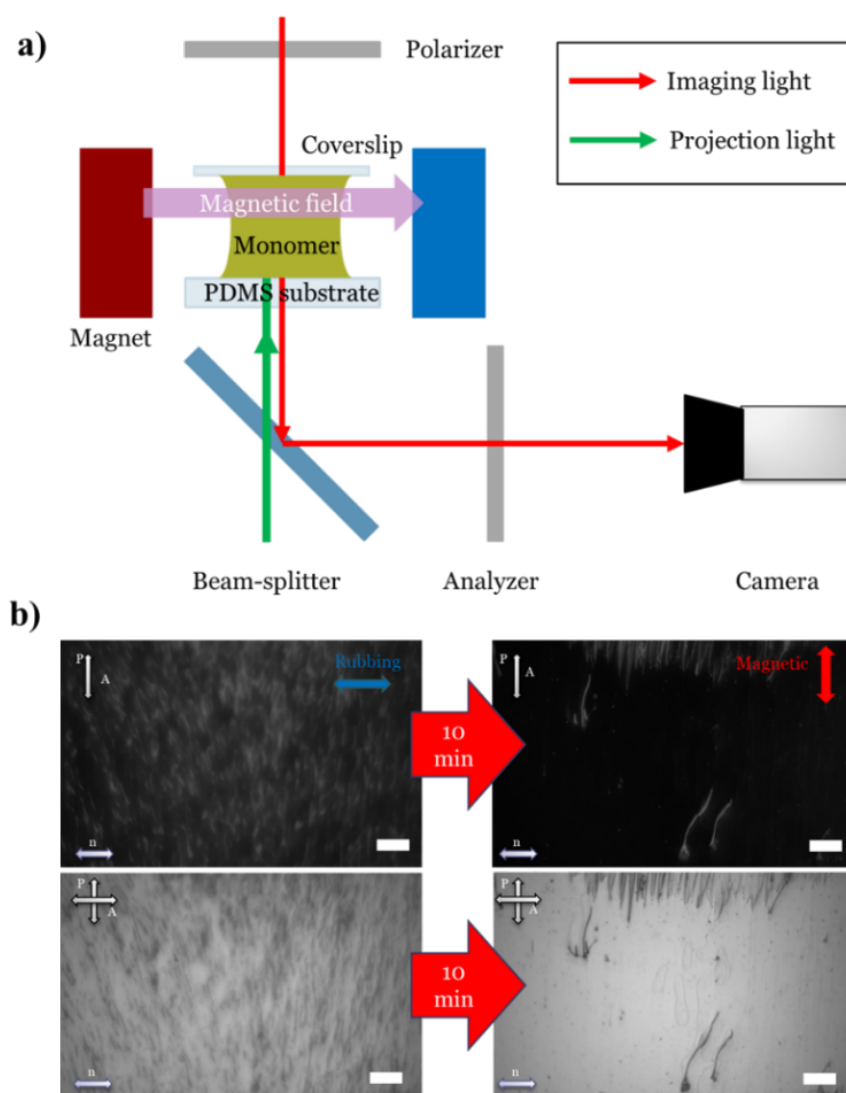 a)
Polarizer
Imaging light
Projection light
Coverslip
Magnetic field
Monomer
PDMS substrate
Magnet
Beam-splitter
Analyzer
Camera
b)
P
A
Rubbing
n
10
min
P
A
Magnetic
n
P
A
n
10
min
P
A
n